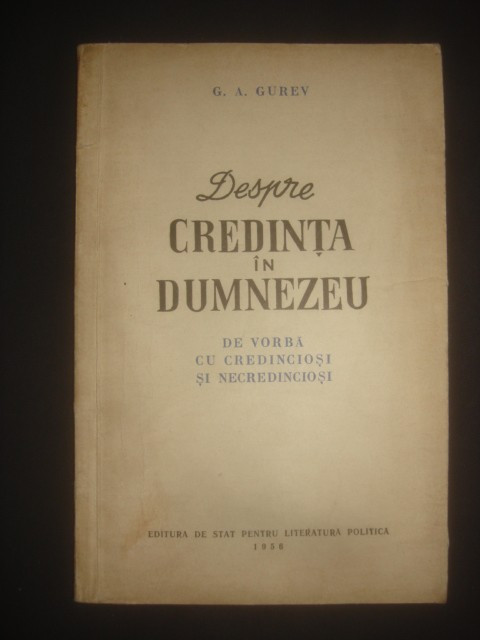 G. A. GUREV
Despre
CREDINȚA
ÎN
DUMNEZEU
DE VORBĂ
CU CREDINCIOȘI
ȘI NECREDINCIOȘI
EDITURA DE STAT PENTRU LITERATURĂ POLITICĂ
1956